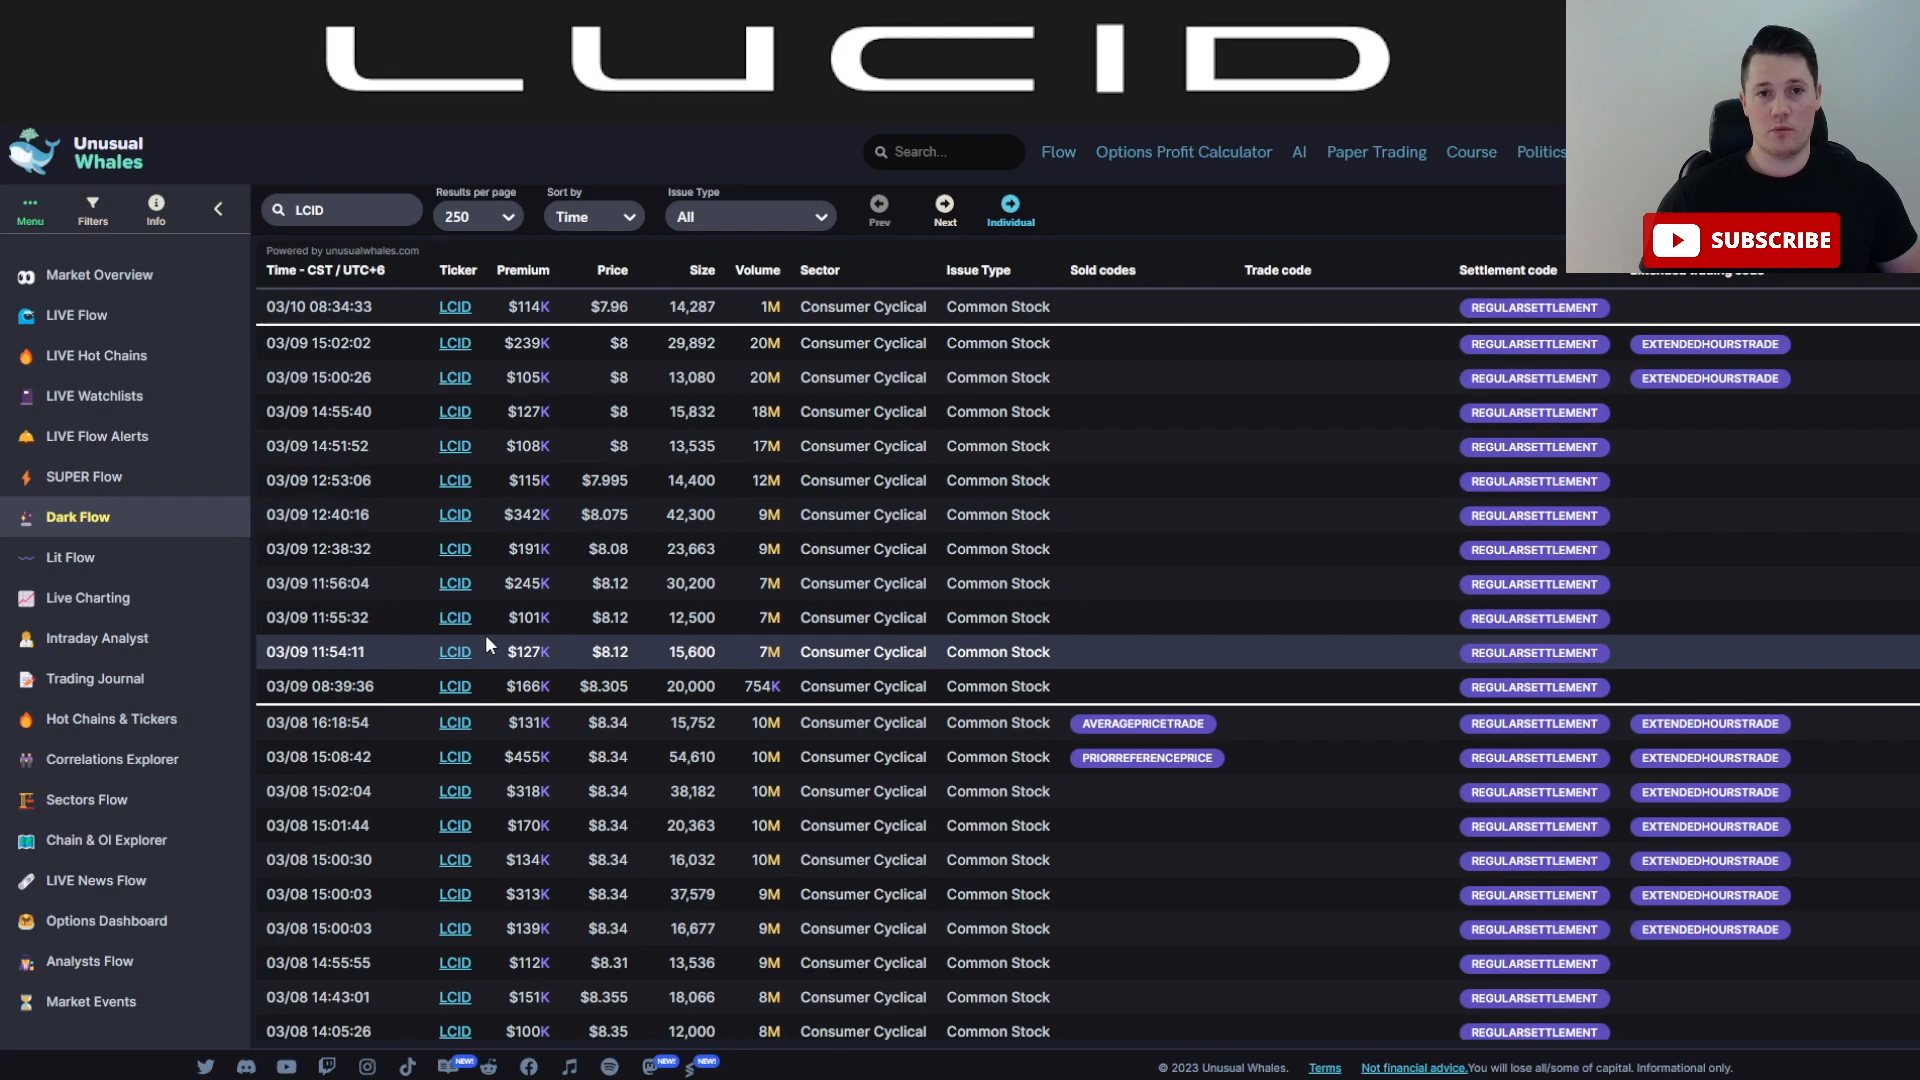 LUCID
Unusual Whales
Search...
Flow Options Profit Calculator AI Paper Trading Course Politics
SUBSCRIBE
Menu Filters Info
LCID
Results per page
250
Sort by
Time
Issue Type
All
Prev Next Individual
Market Overview
LIVE Flow
LIVE Hot Chains
LIVE Watchlists
LIVE Flow Alerts
SUPER Flow
Dark Flow
Lit Flow
Live Charting
Intraday Analyst
Trading Journal
Hot Chains & Tickers
Correlations Explorer
Sectors Flow
Chain & OI Explorer
LIVE News Flow
Options Dashboard
Analysts Flow
Market Events
Powered by unusualwhales.com
Time - CST / UTC+6 Ticker Premium Price Size Volume Sector Issue Type Sold codes Trade code Settlement code
03/10 08:34:33 LCID $114K $7.96 14,287 1M Consumer Cyclical Common Stock REGULARSETTLEMENT
03/09 15:02:02 LCID $239K $8 29,892 20M Consumer Cyclical Common Stock REGULARSETTLEMENT EXTENDEDHOURSTRADE
03/09 15:00:26 LCID $105K $8 13,080 20M Consumer Cyclical Common Stock REGULARSETTLEMENT EXTENDEDHOURSTRADE
03/09 14:55:40 LCID $127K $8 15,832 18M Consumer Cyclical Common Stock REGULARSETTLEMENT
03/09 14:51:52 LCID $108K $8 13,535 17M Consumer Cyclical Common Stock REGULARSETTLEMENT
03/09 12:53:06 LCID $115K $7.995 14,400 12M Consumer Cyclical Common Stock REGULARSETTLEMENT
03/09 12:40:16 LCID $342K $8.075 42,300 9M Consumer Cyclical Common Stock REGULARSETTLEMENT
03/09 12:38:32 LCID $191K $8.08 23,663 9M Consumer Cyclical Common Stock REGULARSETTLEMENT
03/09 11:56:04 LCID $245K $8.12 30,200 7M Consumer Cyclical Common Stock REGULARSETTLEMENT
03/09 11:55:32 LCID $101K $8.12 12,500 7M Consumer Cyclical Common Stock REGULARSETTLEMENT
03/09 11:54:11 LCID $127K $8.12 15,600 7M Consumer Cyclical Common Stock REGULARSETTLEMENT
03/09 08:39:36 LCID $166K $8.305 20,000 754K Consumer Cyclical Common Stock REGULARSETTLEMENT
03/08 16:18:54 LCID $131K $8.34 15,752 10M Consumer Cyclical Common Stock AVERAGEPRICETRADE REGULARSETTLEMENT EXTENDEDHOURSTRADE
03/08 15:08:42 LCID $455K $8.34 54,610 10M Consumer Cyclical Common Stock PRIORREFERENCEPRICE REGULARSETTLEMENT EXTENDEDHOURSTRADE
03/08 15:02:04 LCID $318K $8.34 38,182 10M Consumer Cyclical Common Stock REGULARSETTLEMENT EXTENDEDHOURSTRADE
03/08 15:01:44 LCID $170K $8.34 20,363 10M Consumer Cyclical Common Stock REGULARSETTLEMENT EXTENDEDHOURSTRADE
03/08 15:00:30 LCID $134K $8.34 16,032 10M Consumer Cyclical Common Stock REGULARSETTLEMENT EXTENDEDHOURSTRADE
03/08 15:00:03 LCID $313K $8.34 37,579 9M Consumer Cyclical Common Stock REGULARSETTLEMENT EXTENDEDHOURSTRADE
03/08 15:00:03 LCID $139K $8.34 16,677 9M Consumer Cyclical Common Stock REGULARSETTLEMENT EXTENDEDHOURSTRADE
03/08 14:55:55 LCID $112K $8.31 13,536 9M Consumer Cyclical Common Stock REGULARSETTLEMENT
03/08 14:43:01 LCID $151K $8.355 18,066 8M Consumer Cyclical Common Stock REGULARSETTLEMENT
03/08 14:05:26 LCID $100K $8.35 12,000 8M Consumer Cyclical Common Stock REGULARSETTLEMENT
NEW! NEW! NEW!
© 2023 Unusual Whales. Terms Not financial advice. You will lose all/some of capital. Informational only.